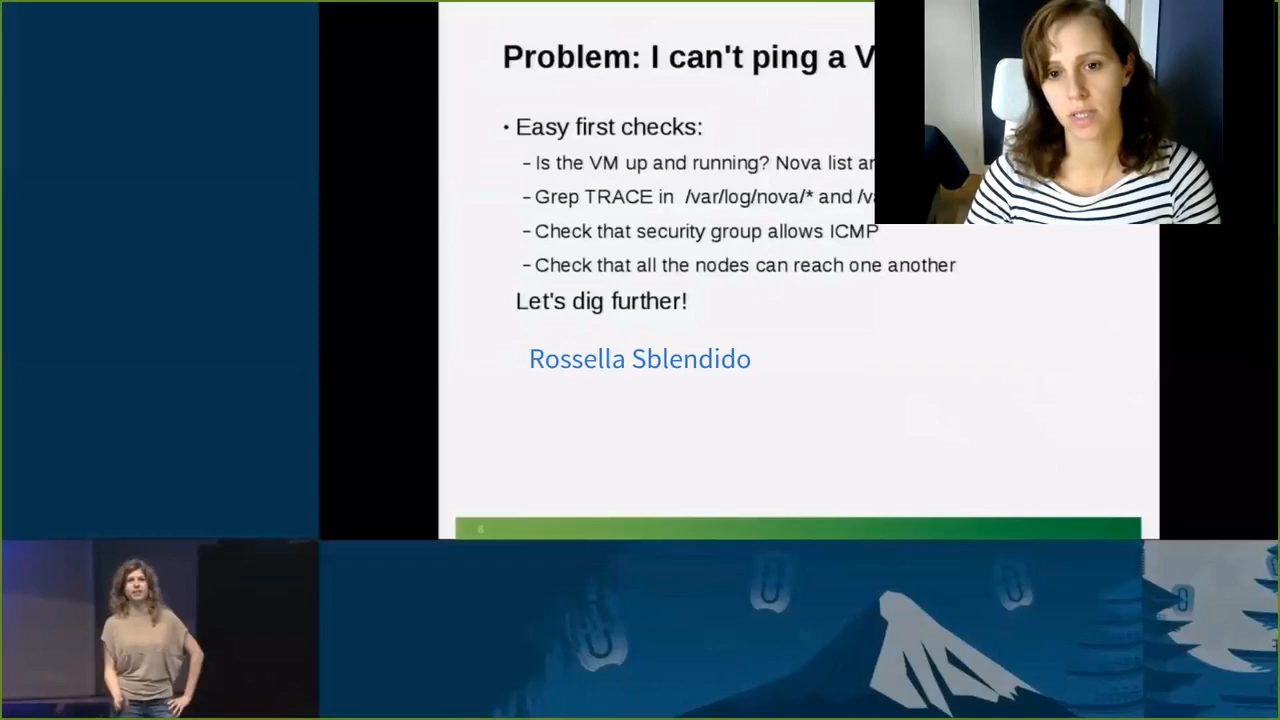 Problem: I can't ping a V
• Easy first checks:
– Is the VM up and running? Nova list
– Grep TRACE in /var/log/nova/* and
– Check that security group allows ICMP
– Check that all the nodes can reach one another
Let's dig further!
Rossella Sblendido